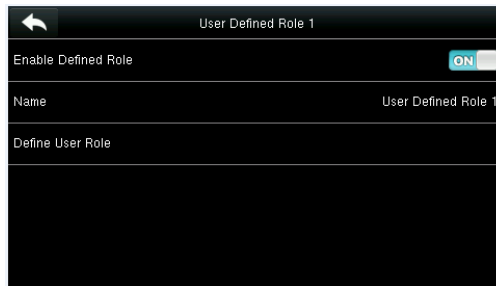 User Defined Role 1
Enable Defined Role ON
Name User Defined Role 1
Define User Role